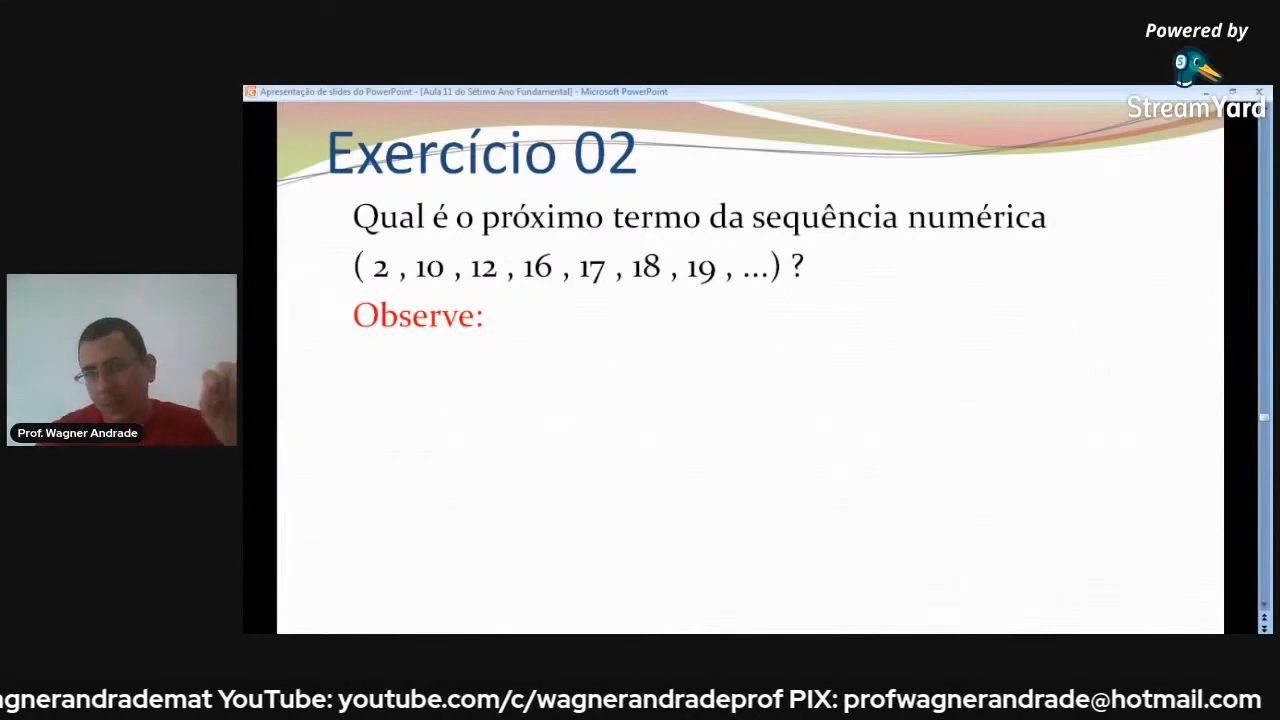 Powered by
StreamYard
Apresentação de slides do PowerPoint - [Aula 11 do Sétimo Ano Fundamental] - Microsoft PowerPoint
Exercício 02
Qual é o próximo termo da sequência numérica
( 2 , 10 , 12 , 16 , 17 , 18 , 19 , ...) ?
Observe:
Prof. Wagner Andrade
agnerandrademat YouTube: youtube.com/c/wagnerandradeprof PIX: profwagnerandrade@hotmail.com